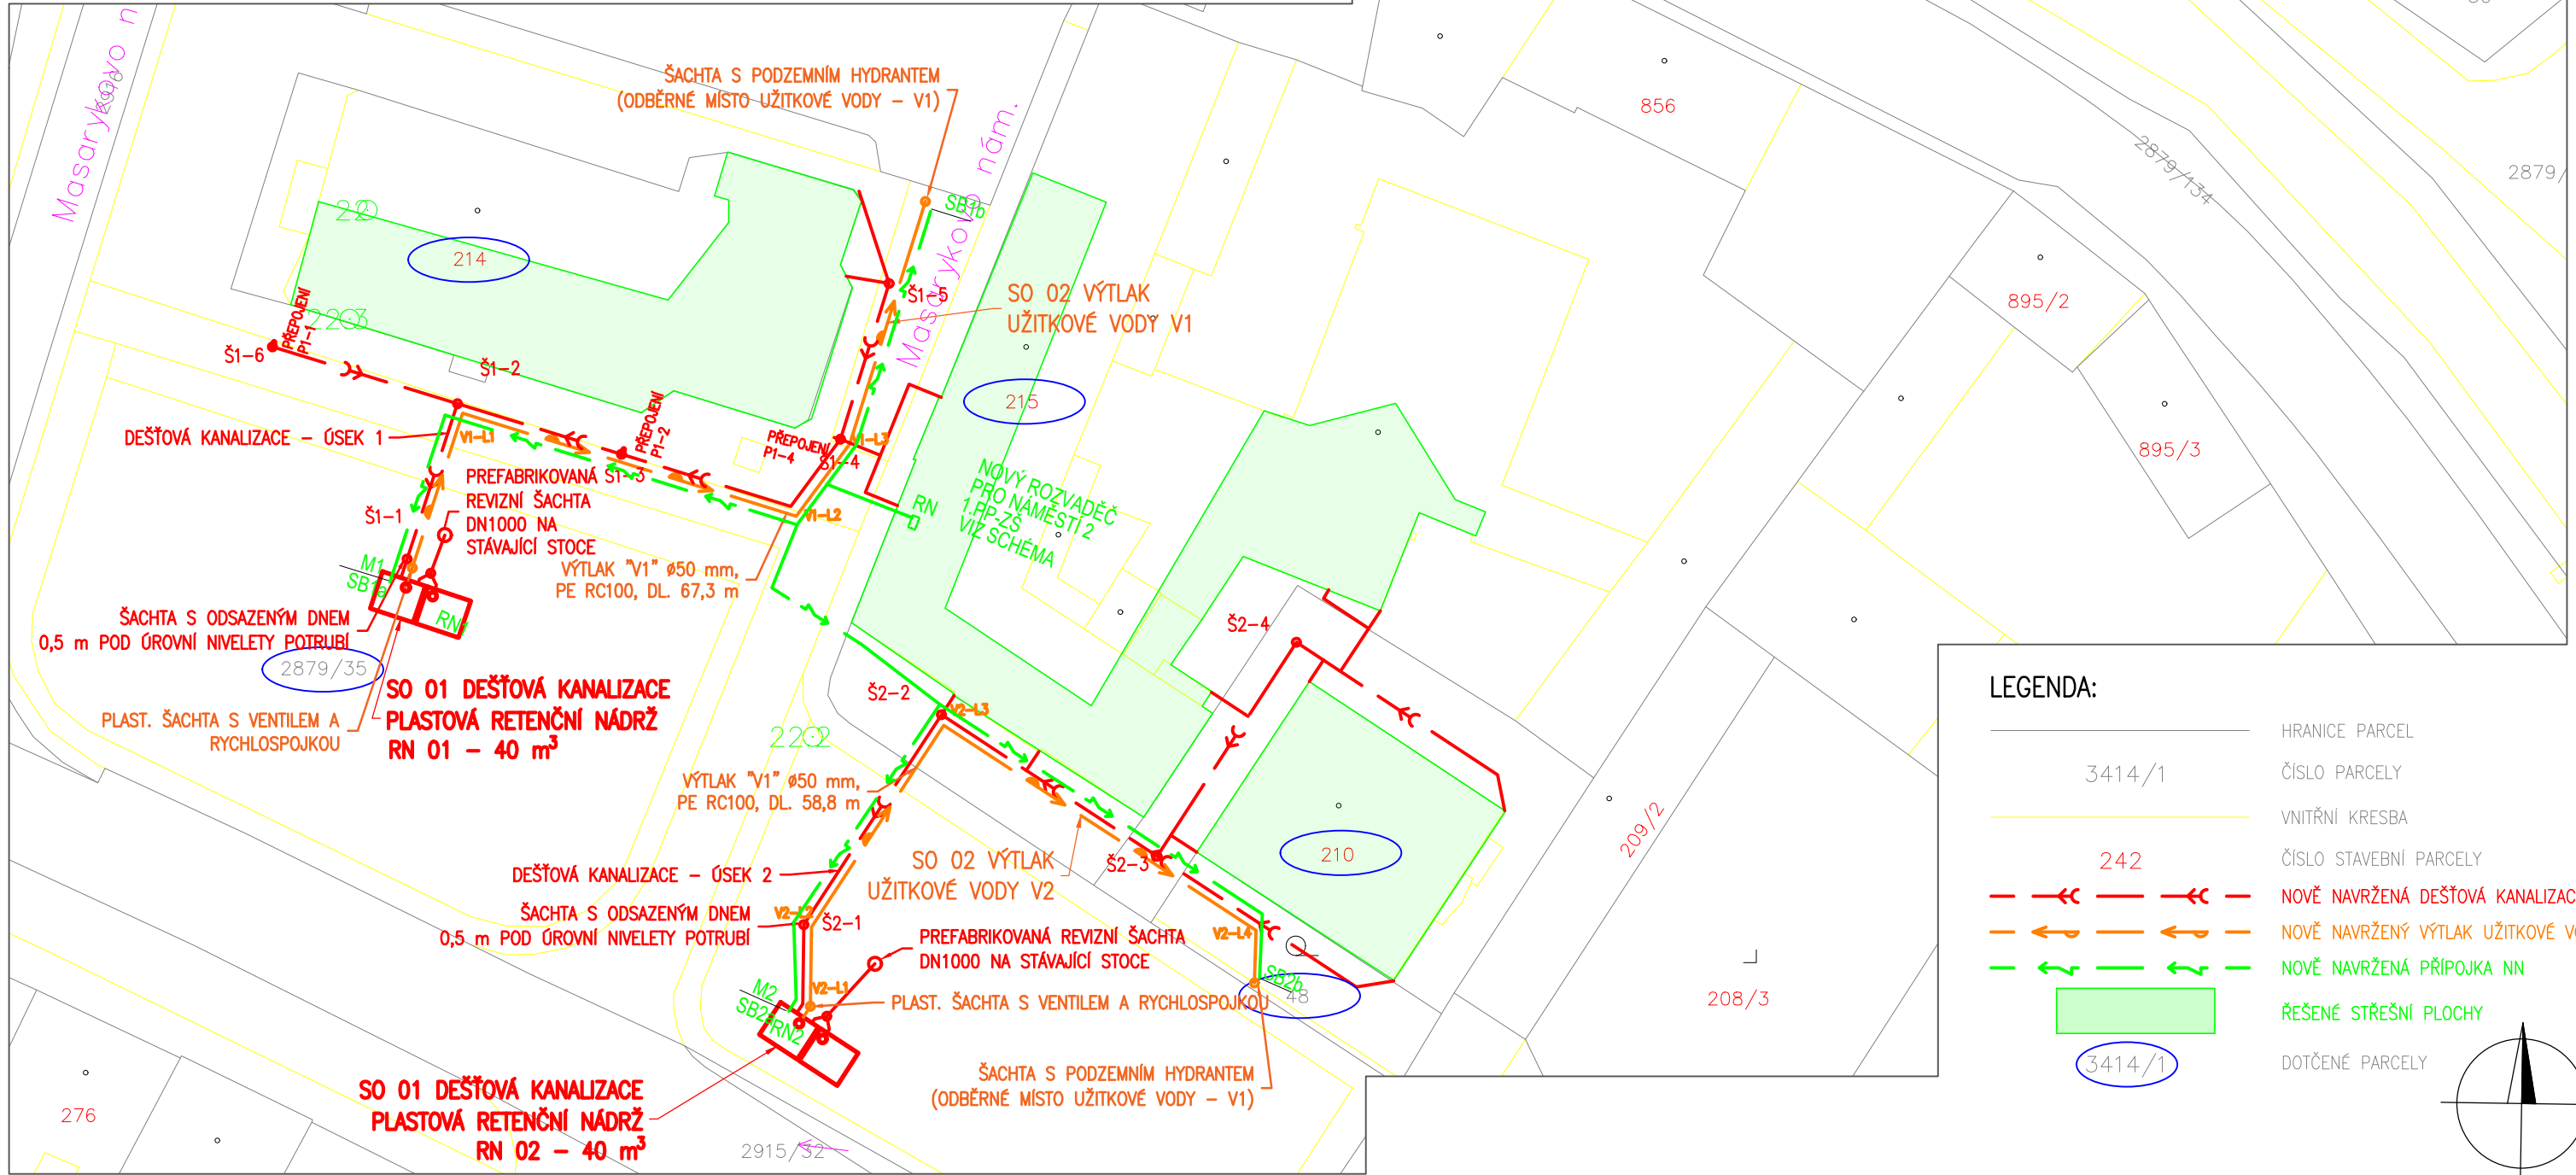 Masarykovo n
2916
ŠACHTA S PODZEMNÍM HYDRANTEM
(ODBĚRNÉ MÍSTO UŽITKOVÉ VODY – V1)
Masarykovo nám.
SB1b
214
2203
Š1-5
SO 02 VÝTLAK
UŽITKOVÉ VODY V1
PŘEPOJENÍ
P1-1
Š1-6
Š1-2
DEŠŤOVÁ KANALIZACE – ÚSEK 1
V1-L1
PŘEPOJENÍ
P1-2
PŘEPOJENÍ
P1-4
V1-L3
Š1-4
Š1-3
215
PREFABRIKOVANÁ
REVIZNÍ ŠACHTA
DN1000 NA
STÁVAJÍCÍ STOCE
Š1-1
V1-L2
RN
NOVÝ ROZVADĚČ
PRO NÁMĚSTÍ 2
1.PP-ZŠ
VIZ SCHÉMA
M1
SB1a
RN1
VÝTLAK "V1" ø50 mm,
PE RC100, DL. 67,3 m
ŠACHTA S ODSAZENÝM DNEM
0,5 m POD ÚROVNÍ NIVELETY POTRUBÍ
2879/35
SO 01 DEŠŤOVÁ KANALIZACE
PLASTOVÁ RETENČNÍ NÁDRŽ
RN 01 – 40 m³
PLAST. ŠACHTA S VENTILEM A
RYCHLOSPOJKOU
Š2-2
V2-L3
2202
Š2-4
VÝTLAK "V1" ø50 mm,
PE RC100, DL. 58,8 m
SO 02 VÝTLAK
UŽITKOVÉ VODY V2
Š2-3
210
DEŠŤOVÁ KANALIZACE – ÚSEK 2
ŠACHTA S ODSAZENÝM DNEM
0,5 m POD ÚROVNÍ NIVELETY POTRUBÍ
V2-L2
Š2-1
PREFABRIKOVANÁ REVIZNÍ ŠACHTA
DN1000 NA STÁVAJÍCÍ STOCE
V2-L4
SB2b
48
M2
SB2a
RN2
V2-L1
PLAST. ŠACHTA S VENTILEM A RYCHLOSPOJKOU
ŠACHTA S PODZEMNÍM HYDRANTEM
(ODBĚRNÉ MÍSTO UŽITKOVÉ VODY – V1)
SO 01 DEŠŤOVÁ KANALIZACE
PLASTOVÁ RETENČNÍ NÁDRŽ
RN 02 – 40 m³
276
2915/32
856
2879/134
2879/
895/2
895/3
209/2
208/3
LEGENDA:
HRANICE PARCEL
3414/1 ČÍSLO PARCELY
VNITŘNÍ KRESBA
242 ČÍSLO STAVEBNÍ PARCELY
NOVĚ NAVRŽENÁ DEŠŤOVÁ KANALIZAC
NOVĚ NAVRŽENÝ VÝTLAK UŽITKOVÉ VO
NOVĚ NAVRŽENÁ PŘÍPOJKA NN
ŘEŠENÉ STŘEŠNÍ PLOCHY
3414/1 DOTČENÉ PARCELY